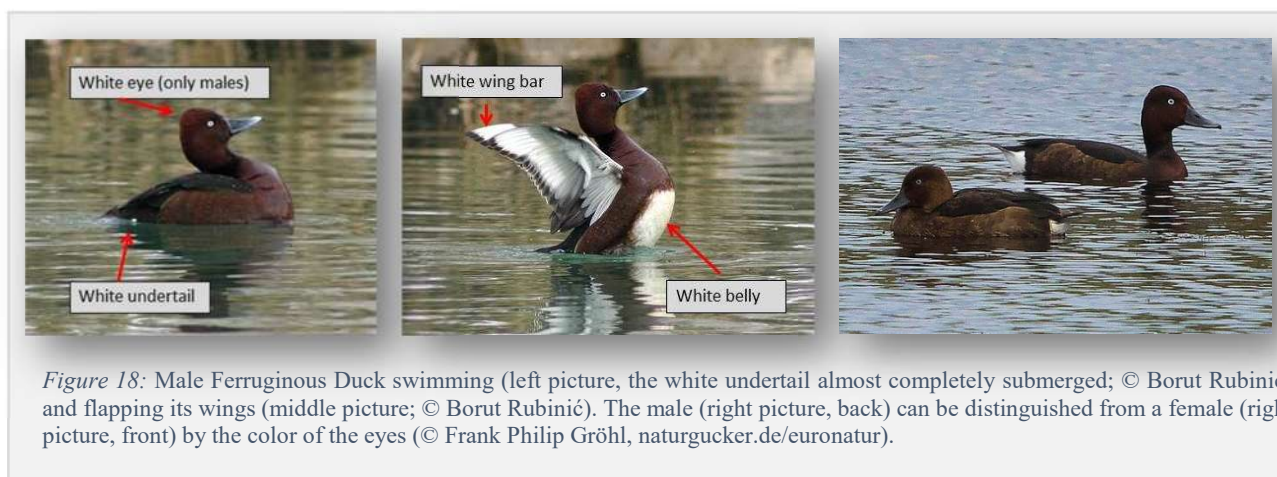 White eye (only males)
White undertail
White wing bar
White belly
Figure 18: Male Ferruginous Duck swimming (left picture, the white undertail almost completely submerged; © Borut Rubinić
and flapping its wings (middle picture; © Borut Rubinić). The male (right picture, back) can be distinguished from a female
picture, front) by the color of the eyes (© Frank Philip Gröhl, naturgucker.de/euronatur).